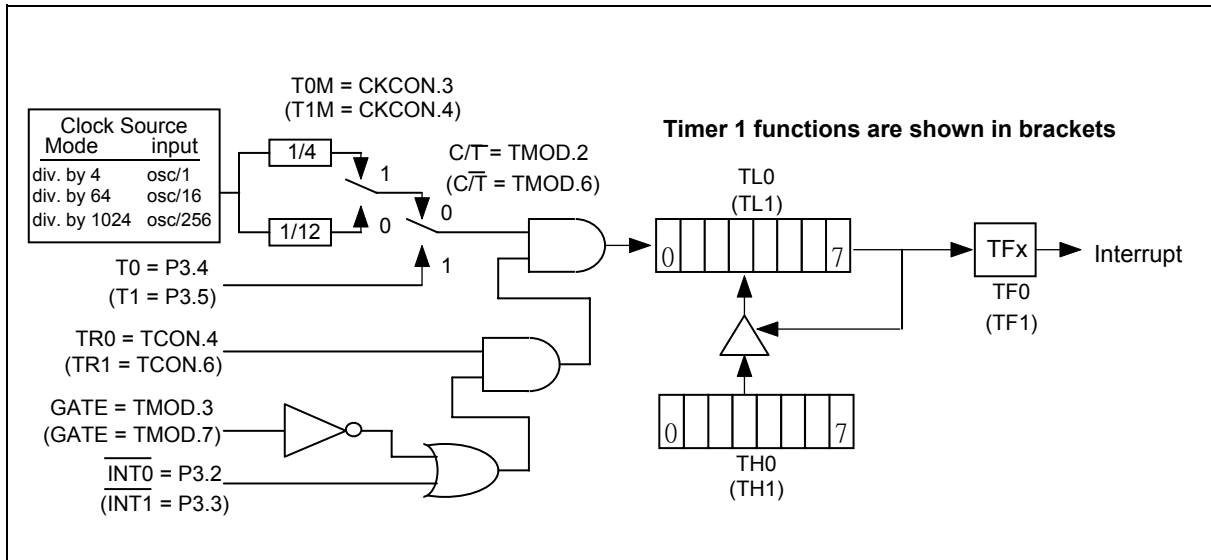 T0M = CKCON.3
(T1M = CKCON.4)
Clock Source
Mode input
div. by 4 osc/1
div. by 64 osc/16
div. by 1024 osc/256
1/4
1/12
1
0
C/T̅ = TMOD.2
(C/T̅ = TMOD.6)
0
1
T0 = P3.4
(T1 = P3.5)
TR0 = TCON.4
(TR1 = TCON.6)
GATE = TMOD.3
(GATE = TMOD.7)
I̅N̅T̅0̅ = P3.2
(I̅N̅T̅1̅ = P3.3)
Timer 1 functions are shown in brackets
TL0
(TL1)
0 7
TFx
Interrupt
TF0
(TF1)
0 7
TH0
(TH1)